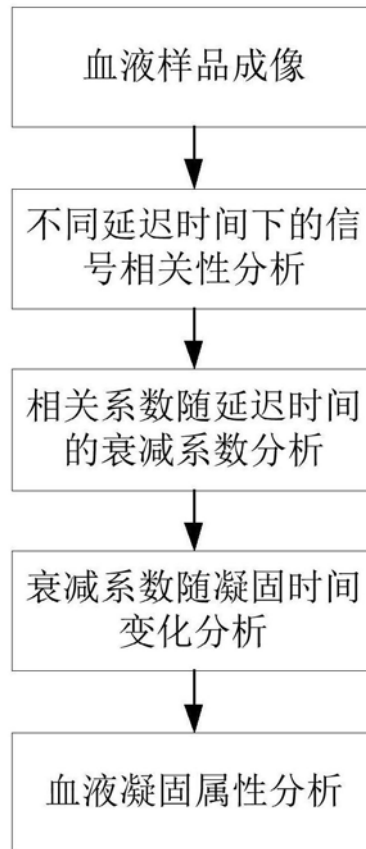 血液样品成像
不同延迟时间下的信
号相关性分析
相关系数随延迟时间
的衰减系数分析
衰减系数随凝固时间
变化分析
血液凝固属性分析